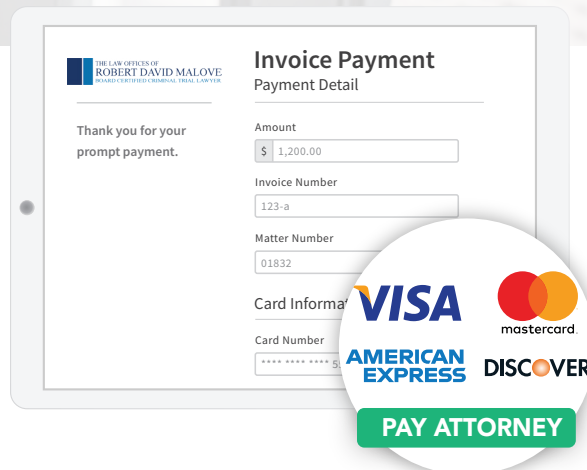 THE LAW OFFICES OF
ROBERT DAVID MALOVE
BOARD CERTIFIED CRIMINAL TRIAL LAWYER
Thank you for your
prompt payment.
Invoice Payment
Payment Detail
Amount
$ 1,200.00
Invoice Number
123-a
Matter Number
01832
Card Informat
Card Number
**** **** **** 5
VISA
mastercard.
AMERICAN
EXPRESS
DISCOVER
PAY ATTORNEY